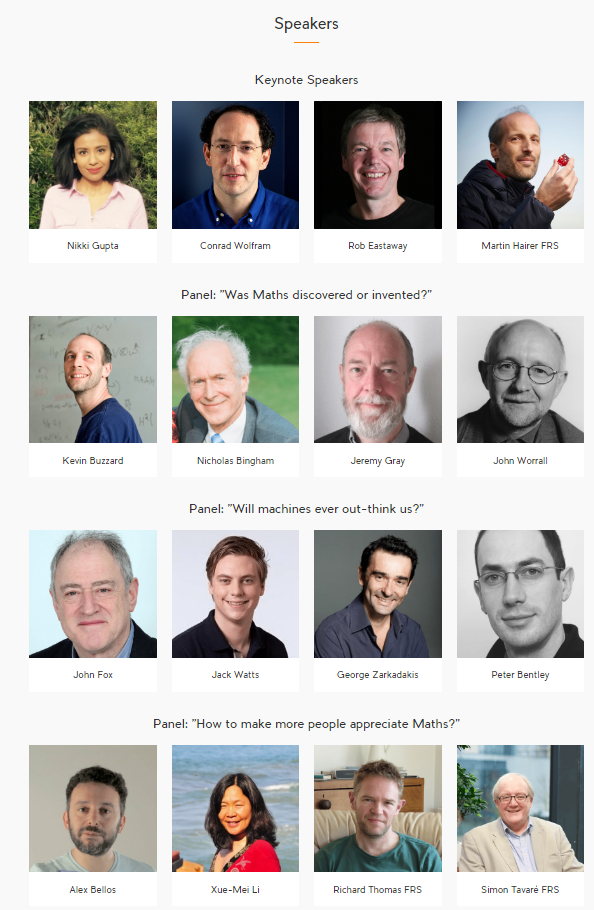 Speakers
Keynote Speakers
Nikki Gupta
Conrad Wolfram
Rob Eastaway
Martin Hairer FRS
Panel: "Was Maths discovered or invented?"
Kevin Buzzard
Nicholas Bingham
Jeremy Gray
John Worrall
Panel: "Will machines ever out-think us?"
John Fox
Jack Watts
George Zarkadakis
Peter Bentley
Panel: "How to make more people appreciate Maths?"
Alex Bellos
Xue-Mei Li
Richard Thomas FRS
Simon Tavaré FRS